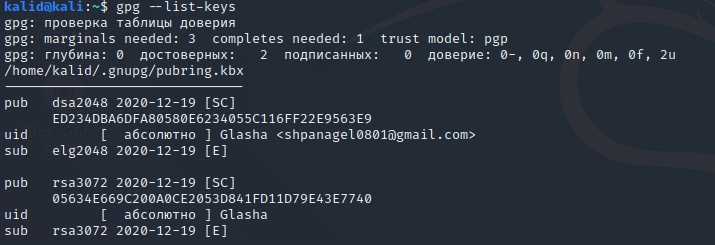 kalid@kali:~$ gpg --list-keys
gpg: проверка таблицы доверия
gpg: marginals needed: 3  completes needed: 1  trust model: pgp
gpg: глубина: 0  достоверных:   2  подписанных:   0  доверие: 0-, 0q, 0n, 0m, 0f, 2u
/home/kalid/.gnupg/pubring.kbx
------------------------------
pub   dsa2048 2020-12-19 [SC]
      ED234DBA6DFA80580E6234055C116FF22E9563E9
uid         [  абсолютно ] Glasha <shpanagel0801@gmail.com>
sub   elg2048 2020-12-19 [E]

pub   rsa3072 2020-12-19 [SC]
      05634E669C200A0CE2053D841FD11D79E43E7740
uid         [  абсолютно ] Glasha
sub   rsa3072 2020-12-19 [E]